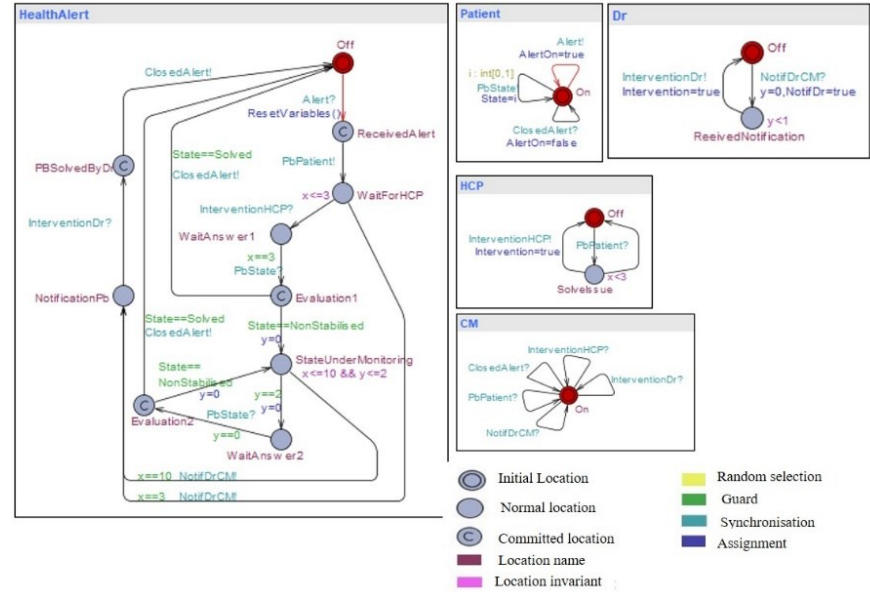 HealthAlert
Off
ClosedAlert!
Alert?
ResetVariables()
ReceivedAlert
State==Solved
ClosedAlert!
PbPatient!
PBSolvedByDr
x<=3
WaitForHCP
InterventionHCP?
InterventionDr?
WaitAnswer1
x==3
PbState?
NotificationPb
Evaluation1
State==Solved
ClosedAlert!
State==NonStabilised
y=0
StateUnderMonitoring
x<=10 && y<=2
State==
NonStabilised
y=0
y==2
y=0
PbState?
Evaluation2
y==0
WaitAnswer2
x==10 NotifDrCM!
x==3 NotifDrCM!
Patient
Alert!
AlertOn=true
i : int[0,1]
PbState!
State=i
On
ClosedAlert?
AlertOn=false
Dr
Off
InterventionDr!
Intervention=true
NotifDrCM?
y=0,NotifDr=true
y<1
ReeivedNotification
HCP
Off
InterventionHCP!
Intervention=true
PbPatient?
x<3
SolveIssue
CM
InterventionHCP?
ClosedAlert?
InterventionDr?
PbPatient?
On
NotifDrCM?
Initial Location
Normal location
C Committed location
Location name
Location invariant
Random selection
Guard
Synchronisation
Assignment
C
C
C
C